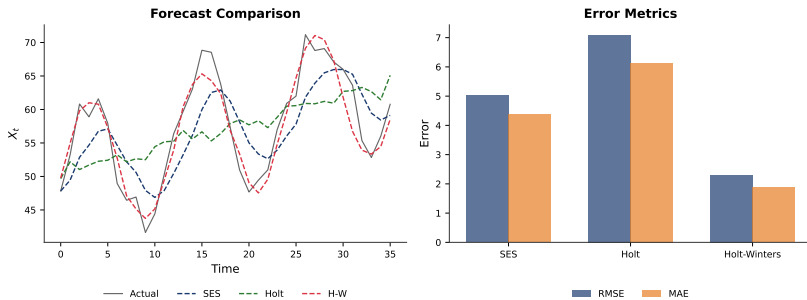 Forecast Comparison
70
65
60
55
50
45
X_t
0 5 10 15 20 25 30 35
Time
Actual SES Holt H-W
Error Metrics
7
6
5
4
3
2
1
0
Error
SES Holt Holt-Winters
RMSE MAE